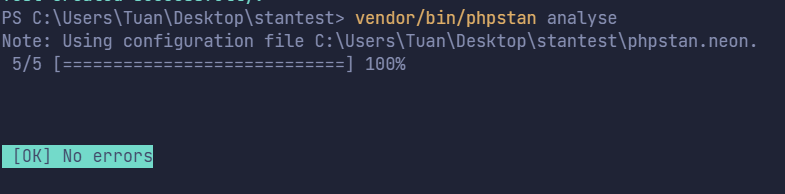 PS C:\Users\Tuan\Desktop\stantest> vendor/bin/phpstan analyse
Note: Using configuration file C:\Users\Tuan\Desktop\stantest\phpstan.neon.
5/5 [============================] 100%
[OK] No errors